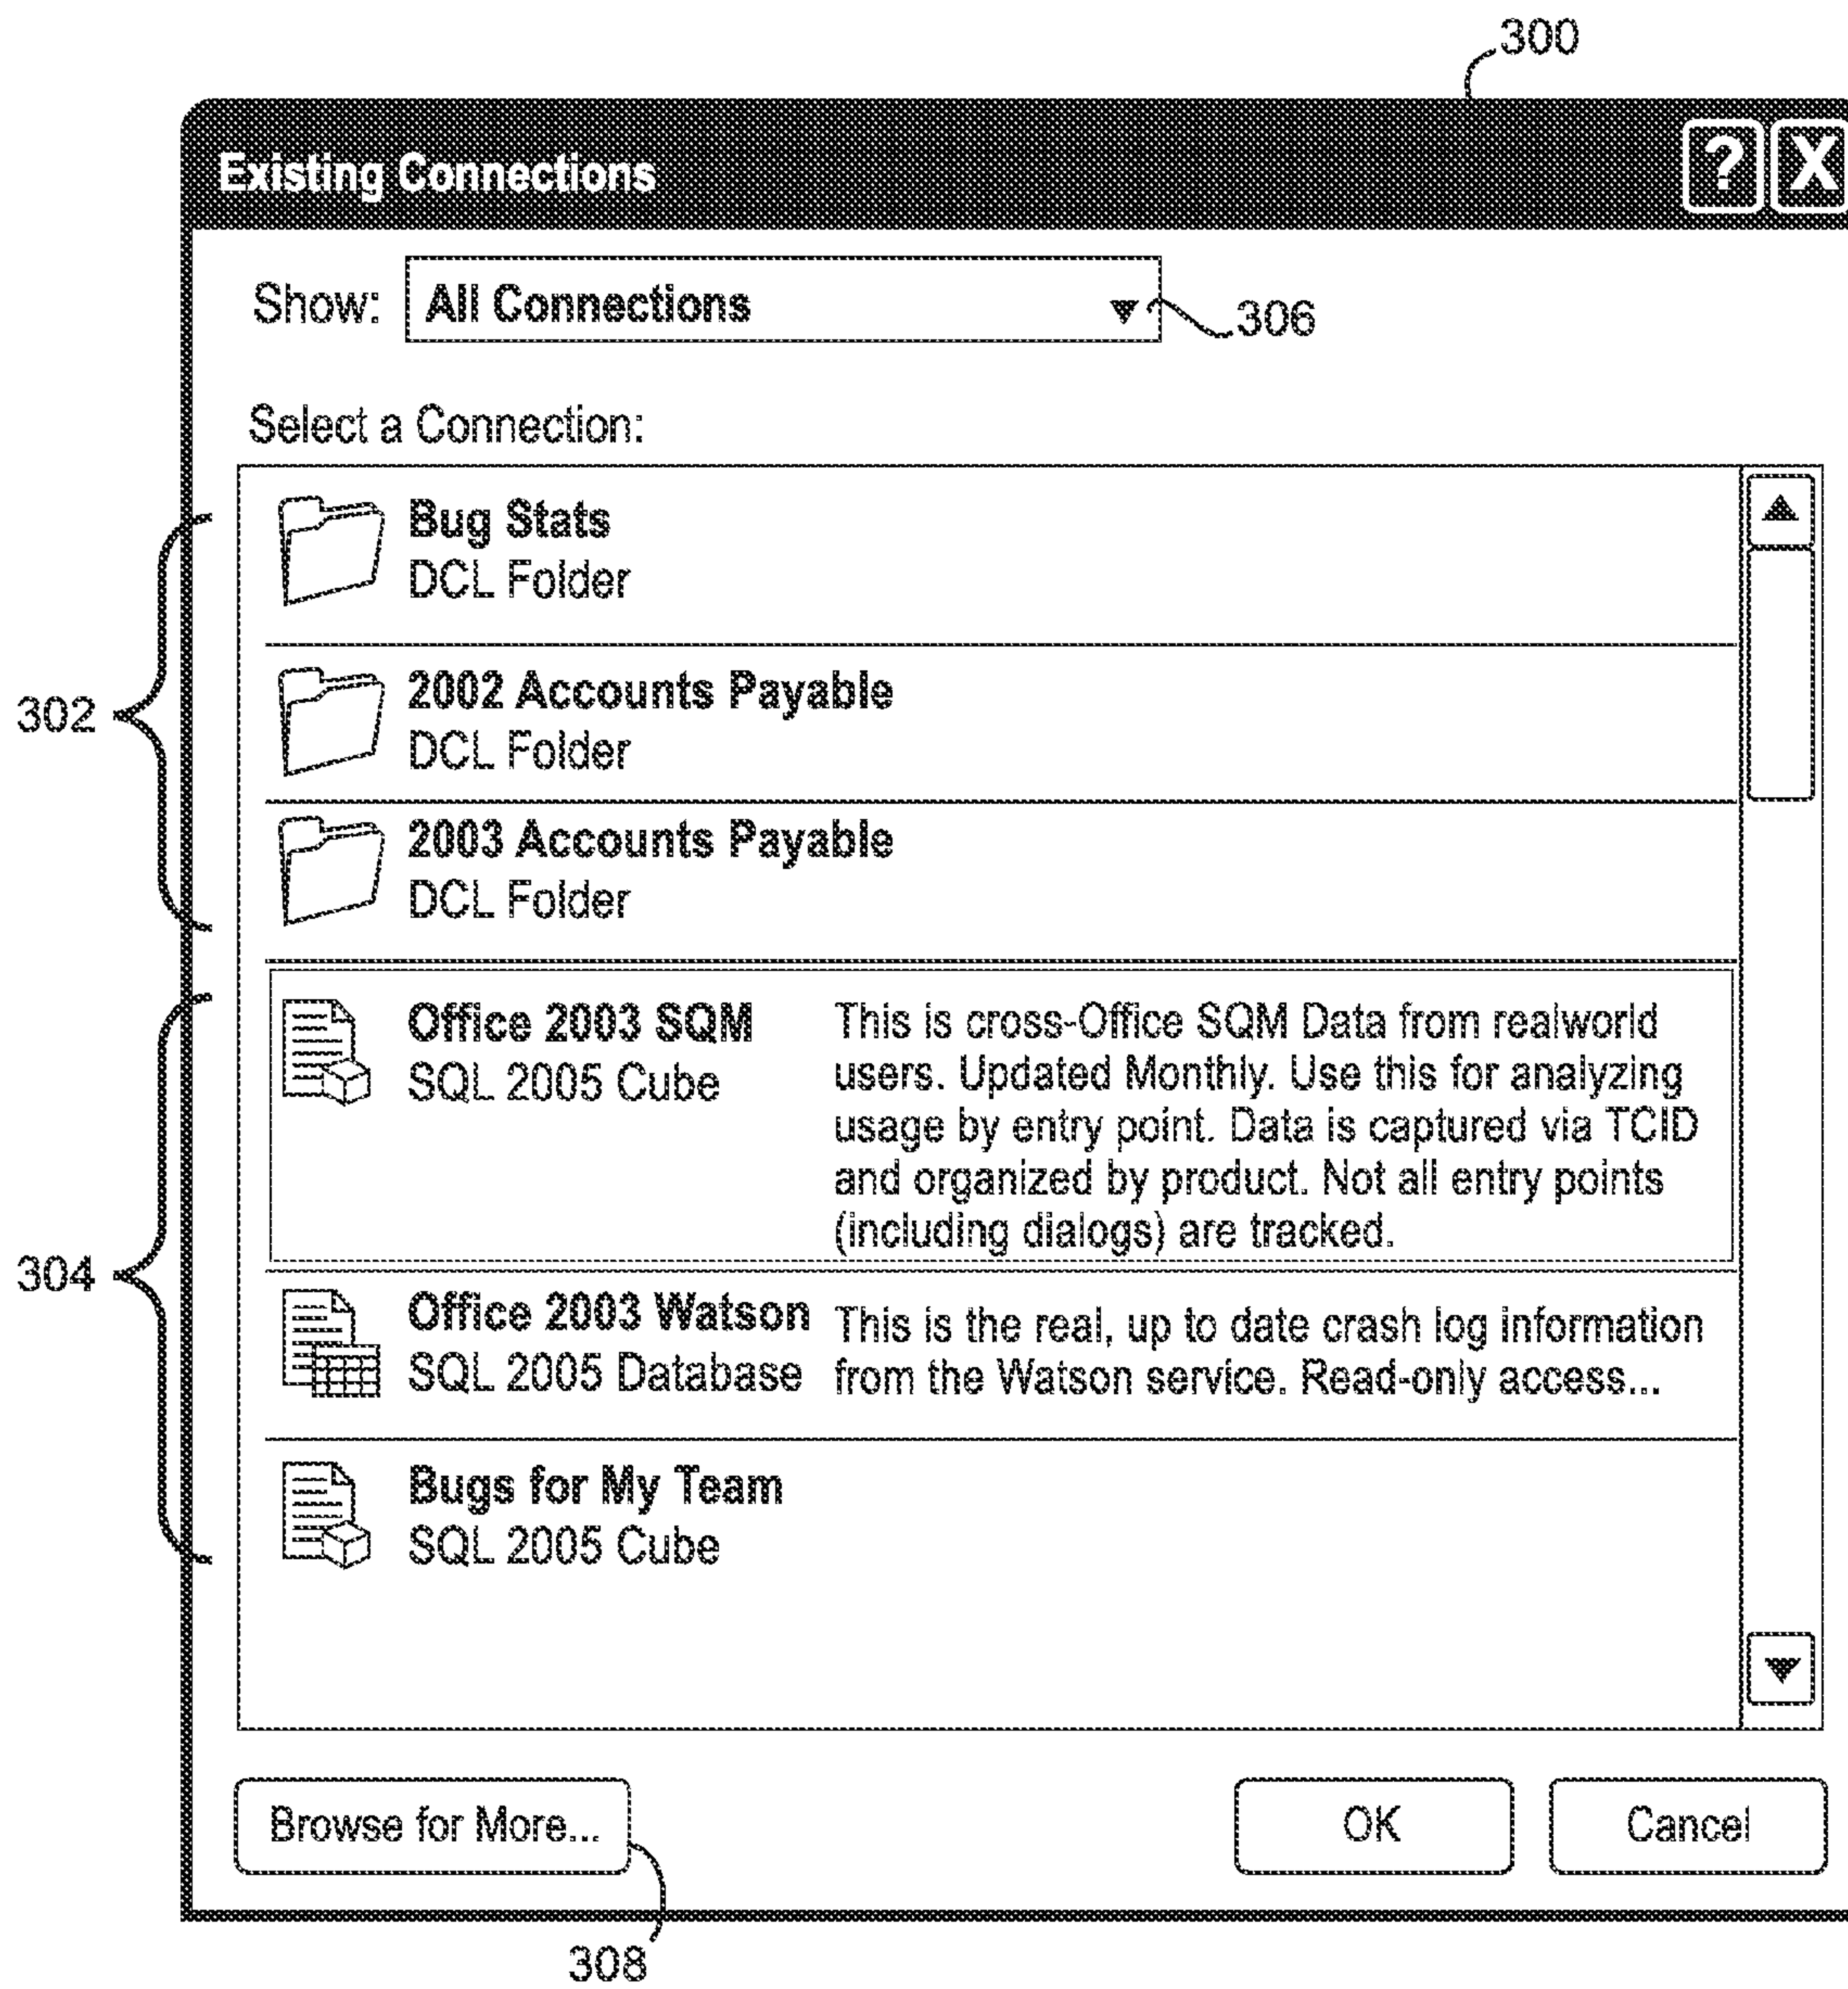 300
Existing Connections
? X
Show: All Connections
306
Select a Connection:
302
Bug Stats
DCL Folder
2002 Accounts Payable
DCL Folder
2003 Accounts Payable
DCL Folder
304
Office 2003 SQM
SQL 2005 Cube
This is cross-Office SQM Data from realworld
users. Updated Monthly. Use this for analyzing
usage by entry point. Data is captured via TCID
and organized by product. Not all entry points
(including dialogs) are tracked.
Office 2003 Watson
SQL 2005 Database
This is the real, up to date crash log information
from the Watson service. Read-only access...
Bugs for My Team
SQL 2005 Cube
Browse for More...
OK
Cancel
308